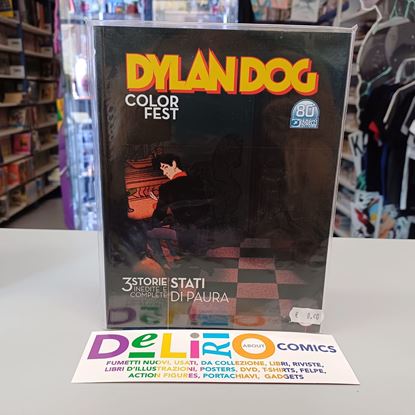 DYLAN DOG
COLOR
FEST
80
3 STORIE
INEDITE E
COMPLETE
STATI
DI PAURA
DeLiRiO ABOUT COMICS
FUMETTI NUOVI, USATI, DA COLLEZIONE, LIBRI, RIVISTE,
LIBRI D'ILLUSTRAZIONI, POSTERS, DVD, T-SHIRTS, FELPE,
ACTION FIGURES, PORTACHIAVI, GADGETS